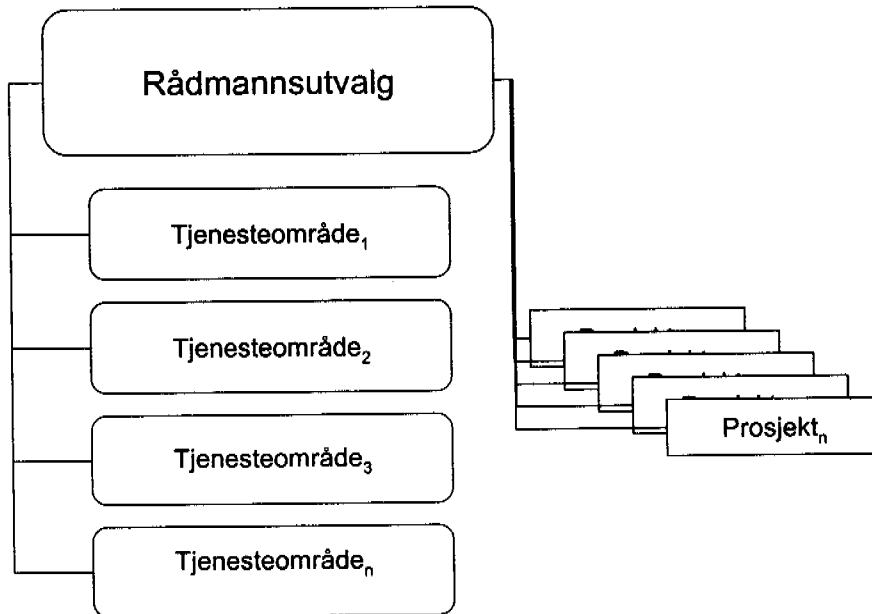 Rådmannsutvalg
Tjenesteområde₁
Tjenesteområde₂
Tjenesteområde₃
Tjenesteområdeₙ
Prosjektₙ